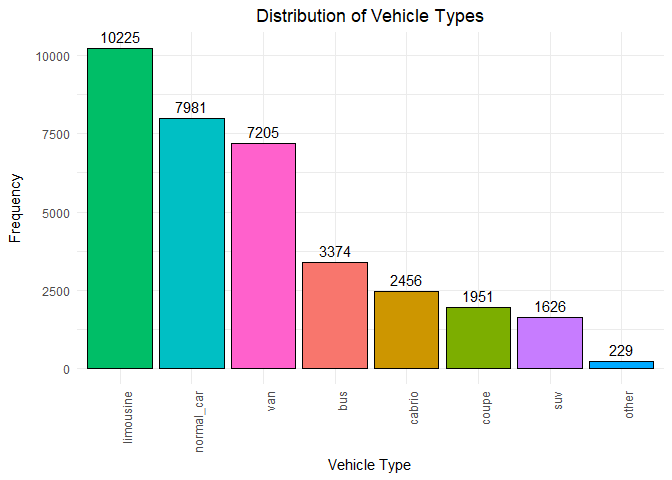 Distribution of Vehicle Types
10225
10000
7981
7500
7205
Frequency
5000
3374
2500
2456
1951
1626
229
0
limousine
normal_car
van
bus
cabrio
coupe
suv
other
Vehicle Type